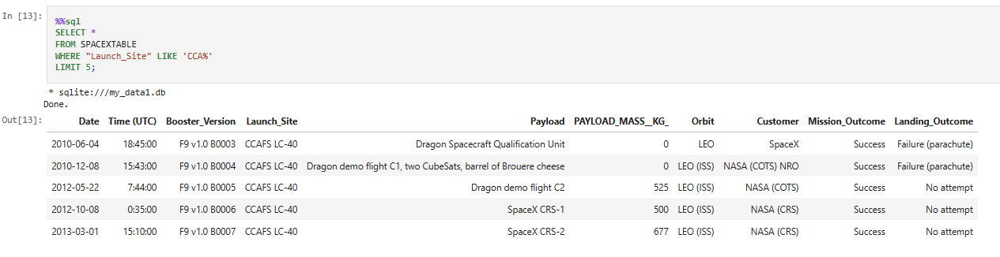 In [13]:
%%sql
SELECT *
FROM SPACEXTABLE
WHERE "Launch_Site" LIKE 'CCA%'
LIMIT 5;
* sqlite:///my_data1.db
Done.
Out[13]:
Date Time (UTC) Booster_Version Launch_Site Payload PAYLOAD_MASS__KG_ Orbit Customer Mission_Outcome Landing_Outcome
2010-06-04 18:45:00 F9 v1.0 B0003 CCAFS LC-40 Dragon Spacecraft Qualification Unit 0 LEO SpaceX Success Failure (parachute)
2010-12-08 15:43:00 F9 v1.0 B0004 CCAFS LC-40 Dragon demo flight C1, two CubeSats, barrel of Brouere cheese 0 LEO (ISS) NASA (COTS) NRO Success Failure (parachute)
2012-05-22 7:44:00 F9 v1.0 B0005 CCAFS LC-40 Dragon demo flight C2 525 LEO (ISS) NASA (COTS) Success No attempt
2012-10-08 0:35:00 F9 v1.0 B0006 CCAFS LC-40 SpaceX CRS-1 500 LEO (ISS) NASA (CRS) Success No attempt
2013-03-01 15:10:00 F9 v1.0 B0007 CCAFS LC-40 SpaceX CRS-2 677 LEO (ISS) NASA (CRS) Success No attempt